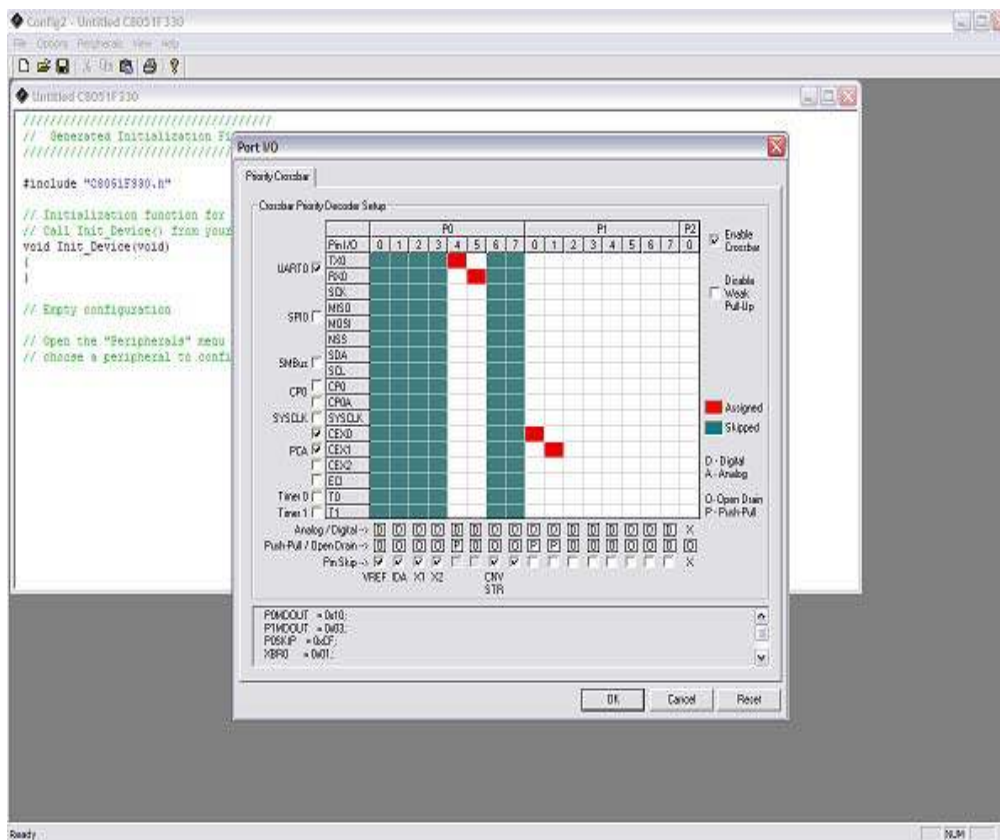 Config2 - Untitled C8051F330
File Options Peripherals View Help
Untitled C8051F330
//////////////////////////////////////
// Generated Initialization Fi
////////////////////////////////
#include "C8051F330.h"
// Initialization function for
// Call Init_Device() from your
void Init_Device(void)
{
}
// Empty configuration
// Open the "Peripherals" menu
// choose a peripheral to confi
Port I/O
Priority Crossbar
Crossbar Priority Decoder Setup
P0 P1 P2
Pin I/O 0 1 2 3 4 5 6 7 0 1 2 3 4 5 6 7 0
UART0 TX0
RX0
SCK
SPI0 MISO
MOSI
NSS
SMBus SDA
SCL
CP0 CP0
CP0A
SYSCLK SYSCLK
CEX0
PCA CEX1
CEX2
ECI
Timer 0 T0
Timer 1 T1
Analog / Digital -> D D D D D D D D D D D D D D D D X
Push-Pull / Open Drain -> O O O O P O O O P P O O O O O O O
Pin Skip -> X
VREF IDA X1 X2 CNV
STR
Enable
Crossbar
Disable
Weak
Pull-Up
Assigned
Skipped
D - Digital
A - Analog
O - Open Drain
P - Push-Pull
P0MDOUT = 0x10;
P1MDOUT = 0x03;
P0SKIP = 0xCF;
XBR0 = 0x01;
OK Cancel Reset
Ready NUM